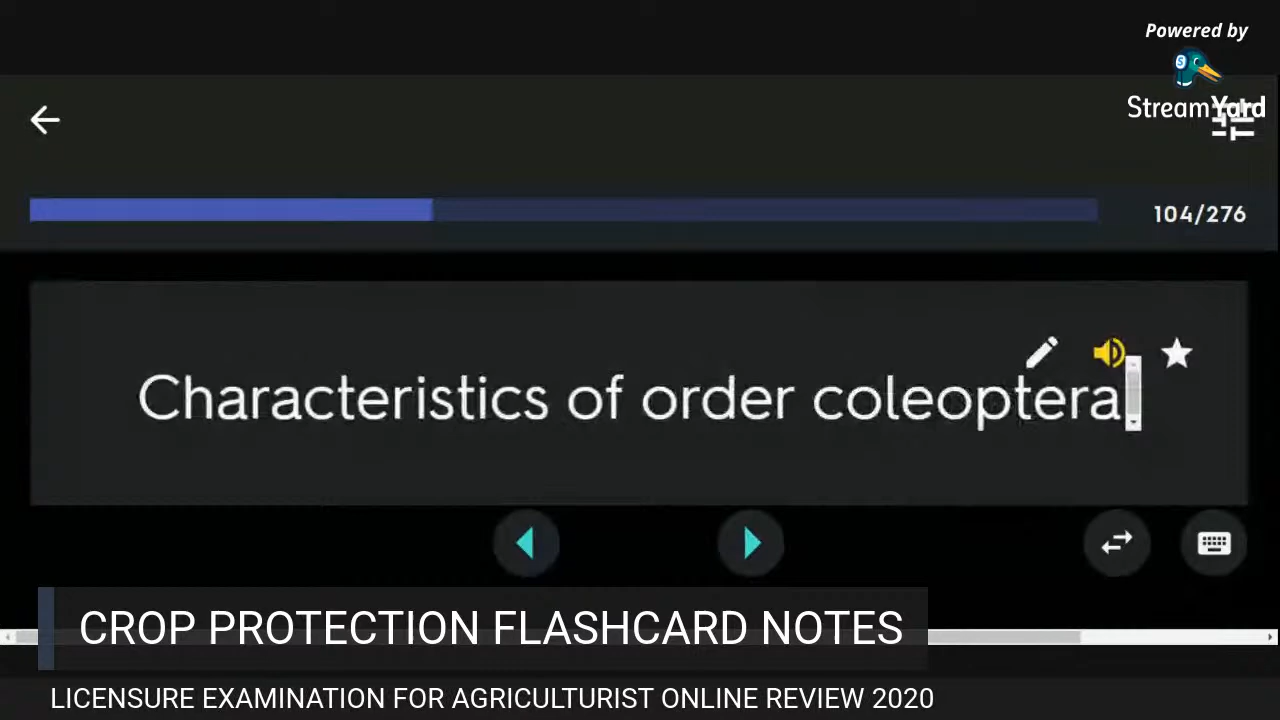 Powered by
StreamYard
104/276
Characteristics of order coleoptera
CROP PROTECTION FLASHCARD NOTES
LICENSURE EXAMINATION FOR AGRICULTURIST ONLINE REVIEW 2020